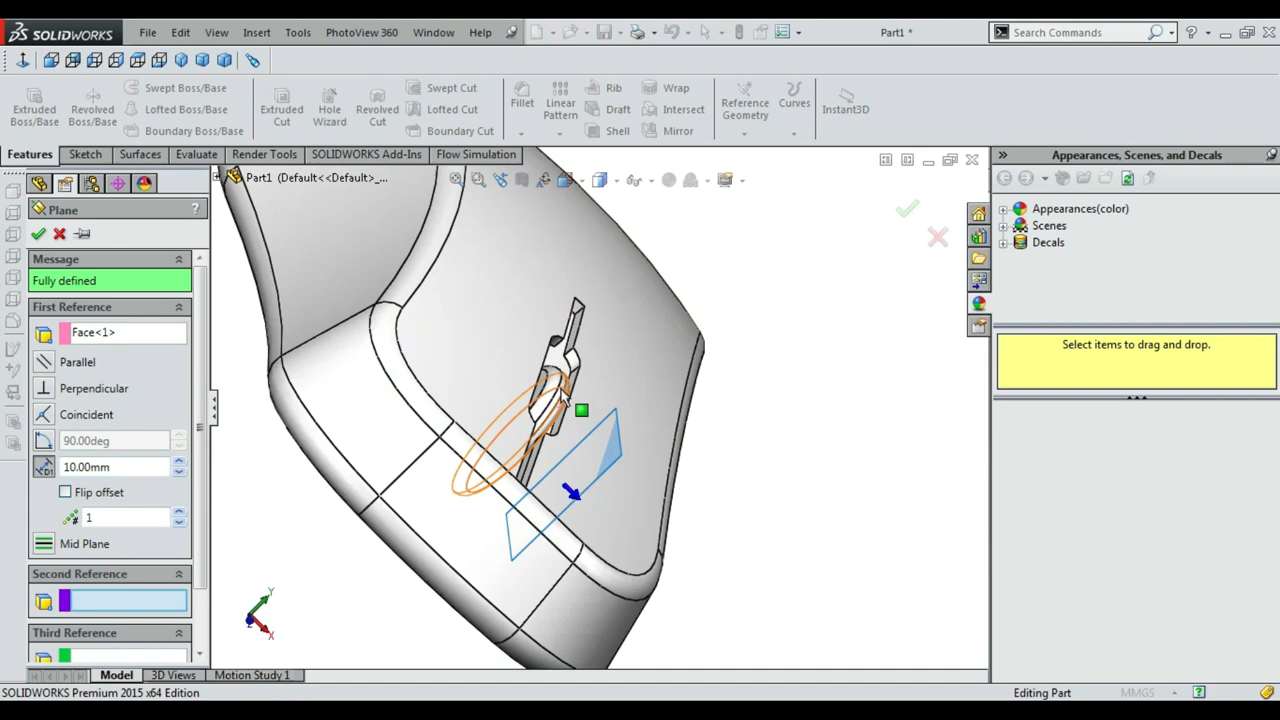 SOLIDWORKS File Edit View Insert Tools PhotoView 360 Window Help Part1 * Search Commands
Extruded Boss/Base
Revolved Boss/Base
Swept Boss/Base
Lofted Boss/Base
Boundary Boss/Base
Extruded Cut
Hole Wizard
Revolved Cut
Swept Cut
Lofted Cut
Boundary Cut
Fillet
Linear Pattern
Rib
Draft
Shell
Wrap
Intersect
Mirror
Reference Geometry
Curves
Instant3D
Features Sketch Surfaces Evaluate Render Tools SOLIDWORKS Add-Ins Flow Simulation
Part1 (Default<<Default>_...
Plane ?
Message
Fully defined
First Reference
Face<1>
Parallel
Perpendicular
Coincident
90.00deg
10.00mm
Flip offset
1
Mid Plane
Second Reference
Third Reference
Y
X
Z
Appearances, Scenes, and Decals
Appearances(color)
Scenes
Decals
Select items to drag and drop.
Model 3D Views Motion Study 1
SOLIDWORKS Premium 2015 x64 Edition Editing Part MMGS